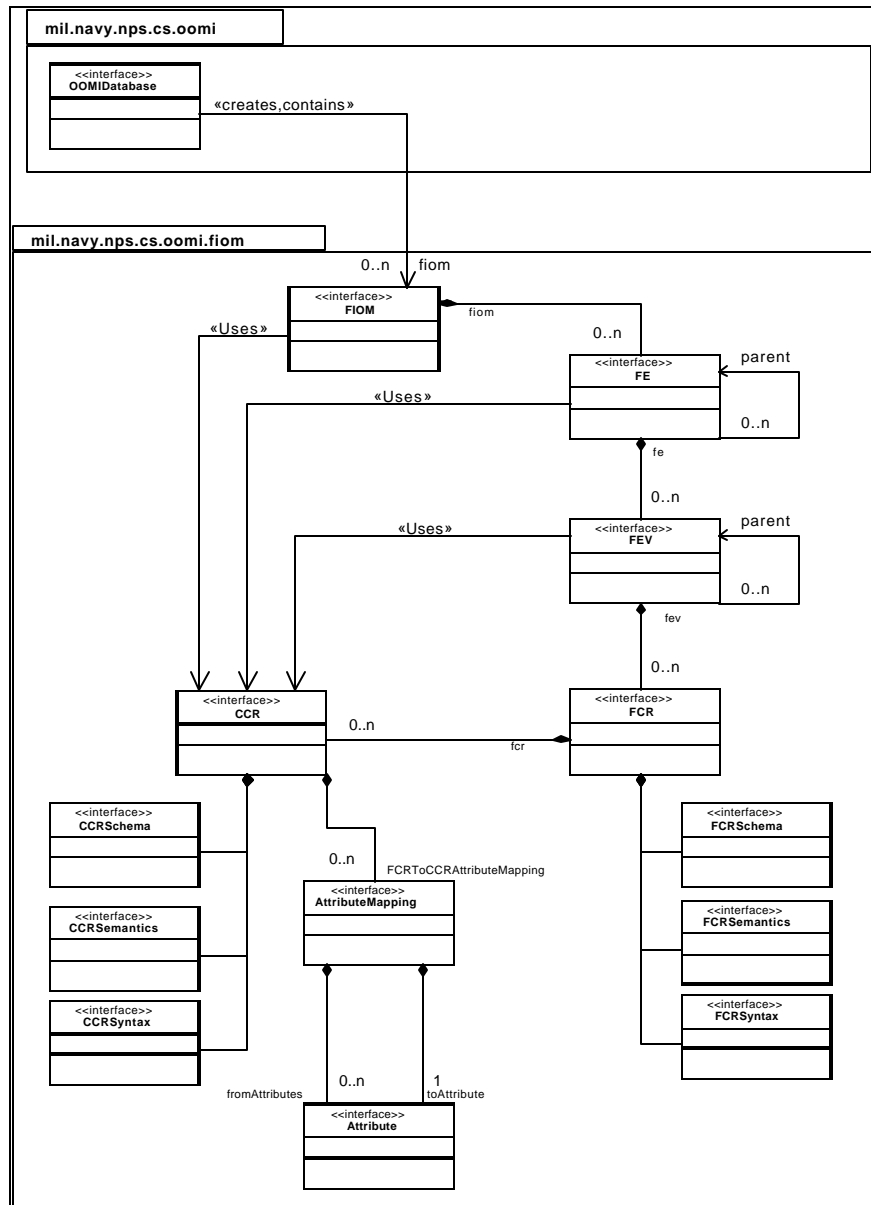 mil.navy.nps.cs.oomi
<<interface>>
OOMIDatabase
«creates,contains»
mil.navy.nps.cs.oomi.fiom
0..n fiom
<<interface>>
FIOM
fiom
«Uses»
0..n
<<interface>>
FE
parent
«Uses»
0..n
fe
0..n
<<interface>>
FEV
parent
«Uses»
0..n
fev
0..n
<<interface>>
CCR
<<interface>>
FCR
0..n
fcr
<<interface>>
CCRSchema
<<interface>>
FCRSchema
0..n
FCRToCCRAttributeMapping
<<interface>>
AttributeMapping
<<interface>>
CCRSemantics
<<interface>>
FCRSemantics
<<interface>>
CCRSyntax
<<interface>>
FCRSyntax
0..n
1
fromAttributes
toAttribute
<<interface>>
Attribute